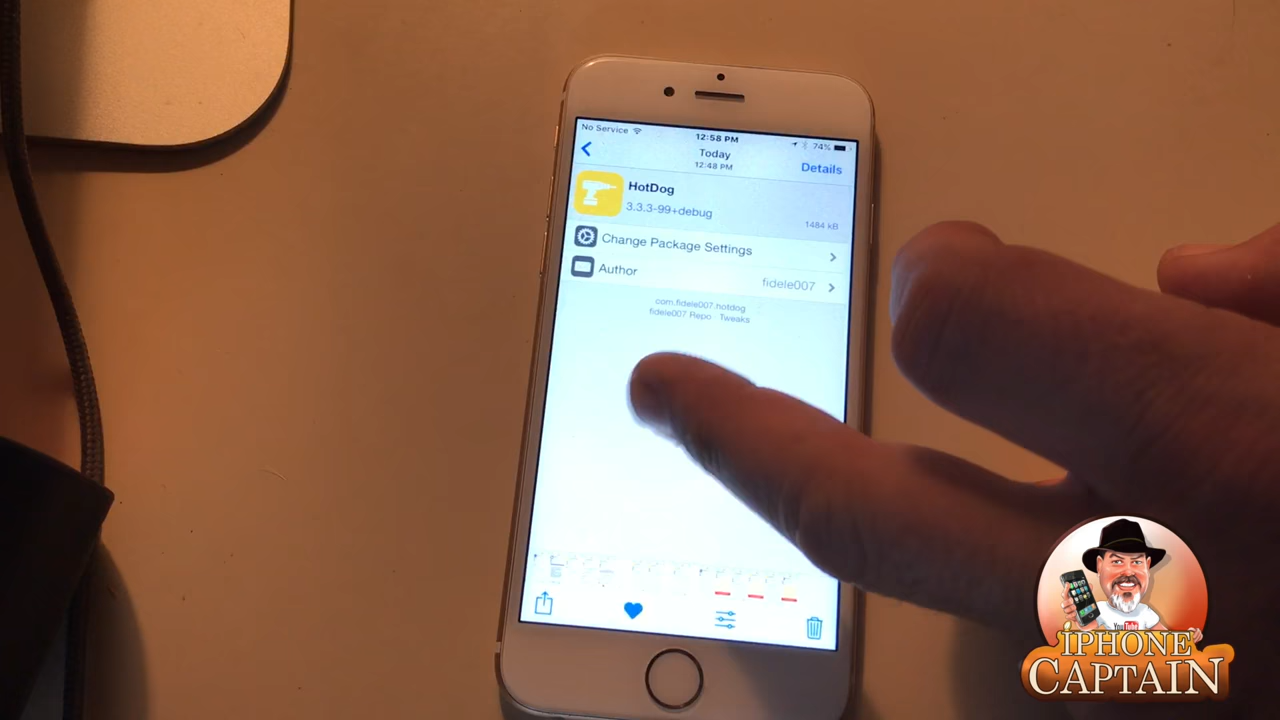 No Service
12:58 PM
74%
Today
12:48 PM
Details
HotDog
3.3.3-99+debug
1484 kB
Change Package Settings
Author
fidele007
com.fidele007.hotdog
fidele007 Repo · Tweaks
YouTube
iPHONE
CAPTAIN